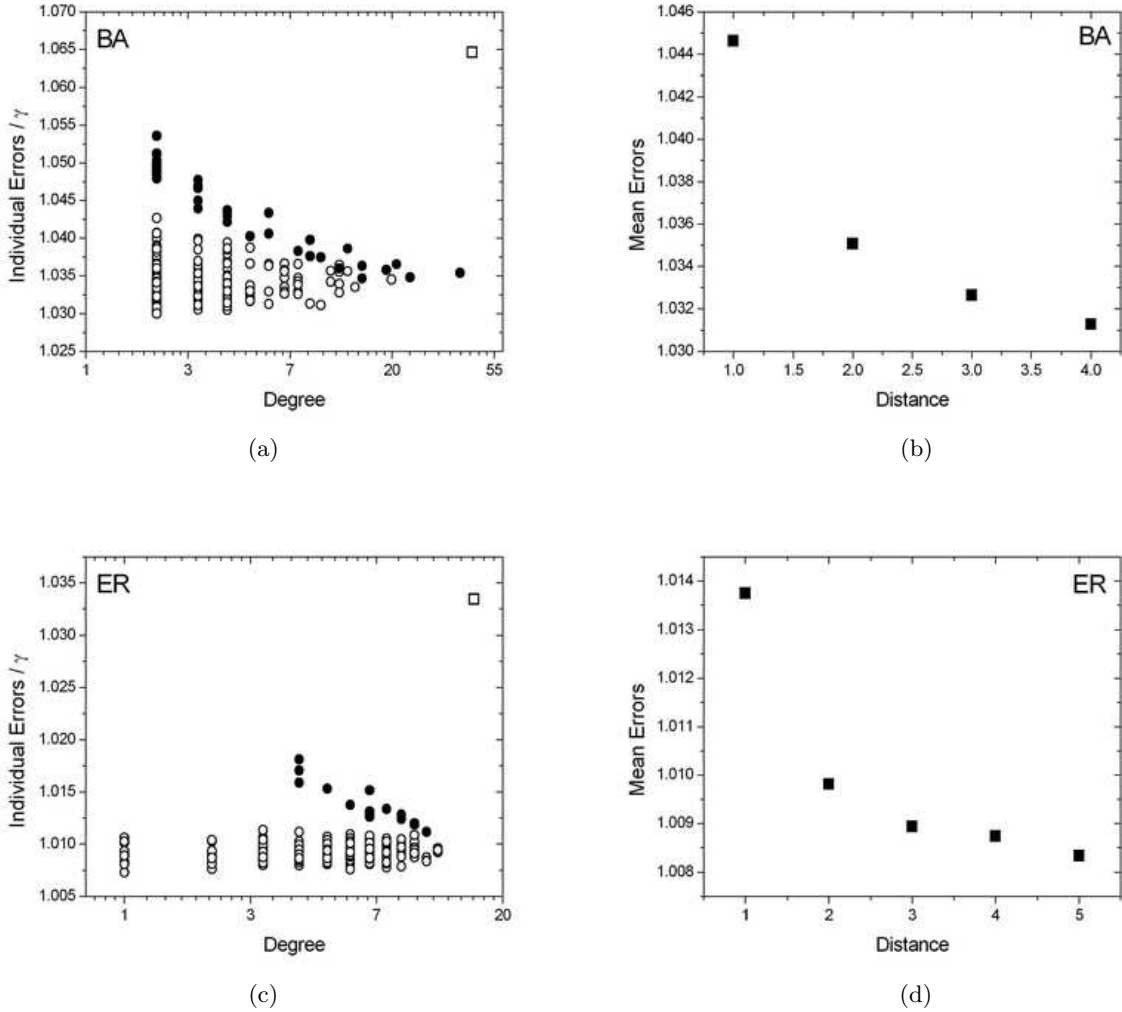 BA
Individual Errors / γ
1.070
1.065
1.060
1.055
1.050
1.045
1.040
1.035
1.030
1.025
1 3 7 20 55
Degree
(a)
BA
Mean Errors
1.046
1.044
1.042
1.040
1.038
1.036
1.034
1.032
1.030
1.0 1.5 2.0 2.5 3.0 3.5 4.0
Distance
(b)
ER
Individual Errors / γ
1.035
1.030
1.025
1.020
1.015
1.010
1.005
1 3 7 20
Degree
(c)
ER
Mean Errors
1.014
1.013
1.012
1.011
1.010
1.009
1.008
1 2 3 4 5
Distance
(d)